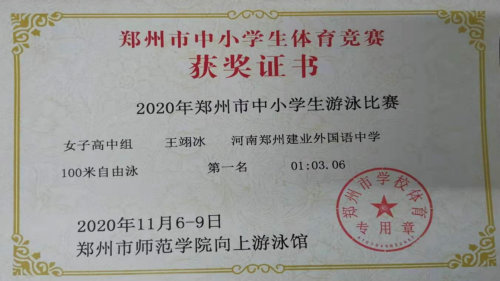 郑州市中小学生体育竞赛
获奖证书
2020年郑州市中小学生游泳比赛
女子高中组 王翊冰 河南郑州建业外国语中学
100米自由泳 第一名 01:03.06
郑州市学校体育
专用章
2020年11月6-9日
郑州市师范学院向上游泳馆